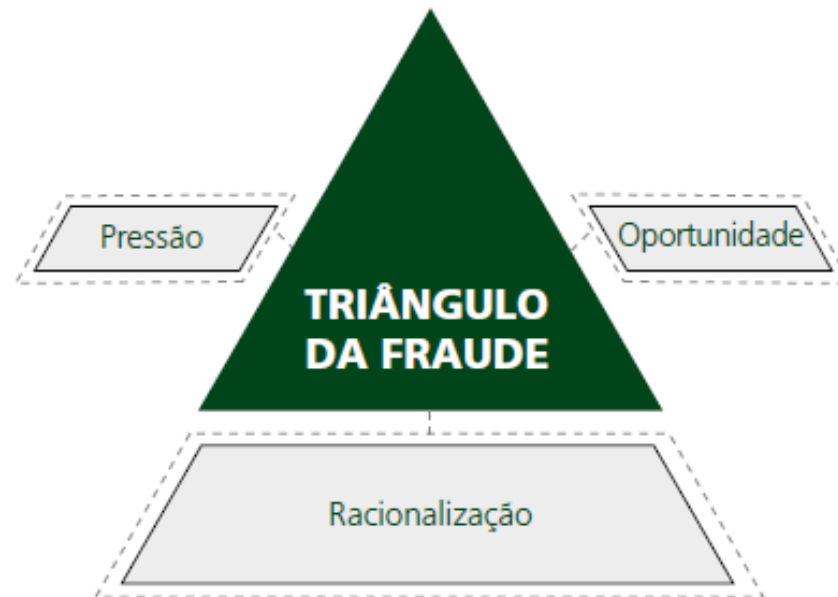 Pressão
Oportunidade
TRIÂNGULO
DA FRAUDE
Racionalização